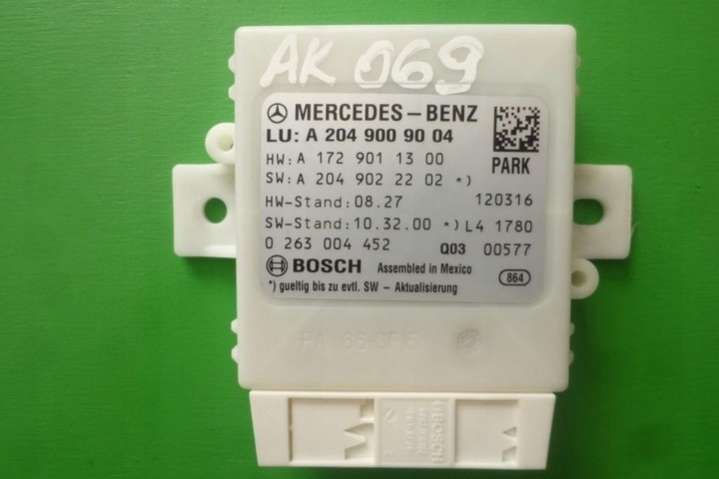 AK 069
MERCEDES-BENZ
LU: A 204 900 90 04
PARK
HW: A 172 901 13 00
SW: A 204 902 22 02 *)
HW-Stand: 08.27 120316
SW-Stand: 10.32.00 *) L4 1780
0 263 004 452 Q03 00577
BOSCH Assembled in Mexico
*) gueltig bis zu evtl. SW - Aktualisierung 864
BOSCH